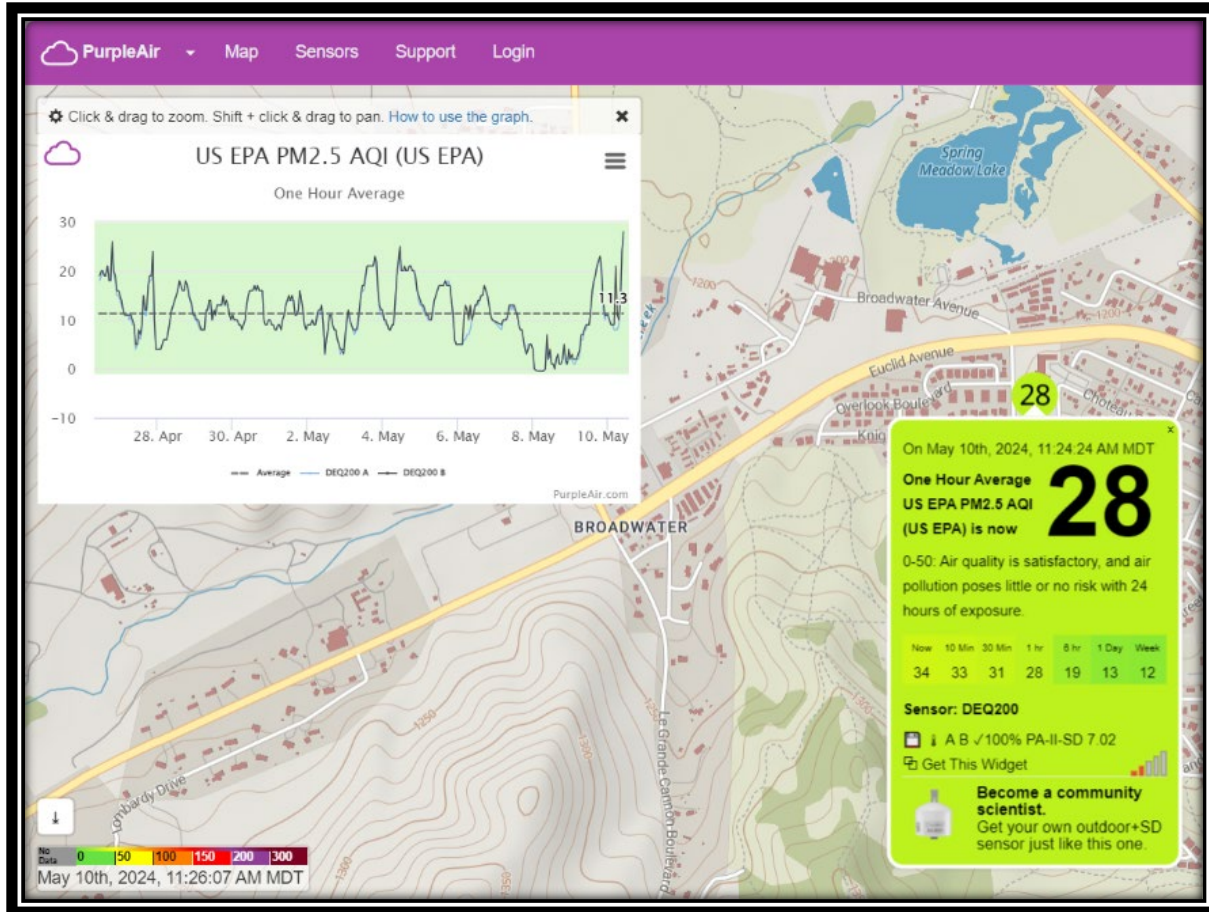 PurpleAir
Map
Sensors
Support
Login
Click & drag to zoom. Shift + click & drag to pan. How to use the graph.
US EPA PM2.5 AQI (US EPA)
One Hour Average
30
20
10
0
-10
11.3
28. Apr
30. Apr
2. May
4. May
6. May
8. May
10. May
Average
DEQ200 A
DEQ200 B
PurpleAir.com
Spring
Meadow Lake
1200
1200
1200
Broadwater Avenue
Euclid Avenue
Overlook Boulevard
Choteau
28
BROADWATER
Le Grande Cannon Boulevard
Lombardy Drive
1250
1250
1300
1300
1300
1350
x
On May 10th, 2024, 11:24:24 AM MDT
One Hour Average
US EPA PM2.5 AQI
(US EPA) is now
28
0-50: Air quality is satisfactory, and air
pollution poses little or no risk with 24
hours of exposure.
Now 10 Min 30 Min 1 hr 6 hr 1 Day Week
34 33 31 28 19 13 12
Sensor: DEQ200
A B ✓100% PA-II-SD 7.02
Get This Widget
Become a community
scientist.
Get your own outdoor+SD
sensor just like this one.
No
Data
0 50 100 150 200 300
May 10th, 2024, 11:26:07 AM MDT